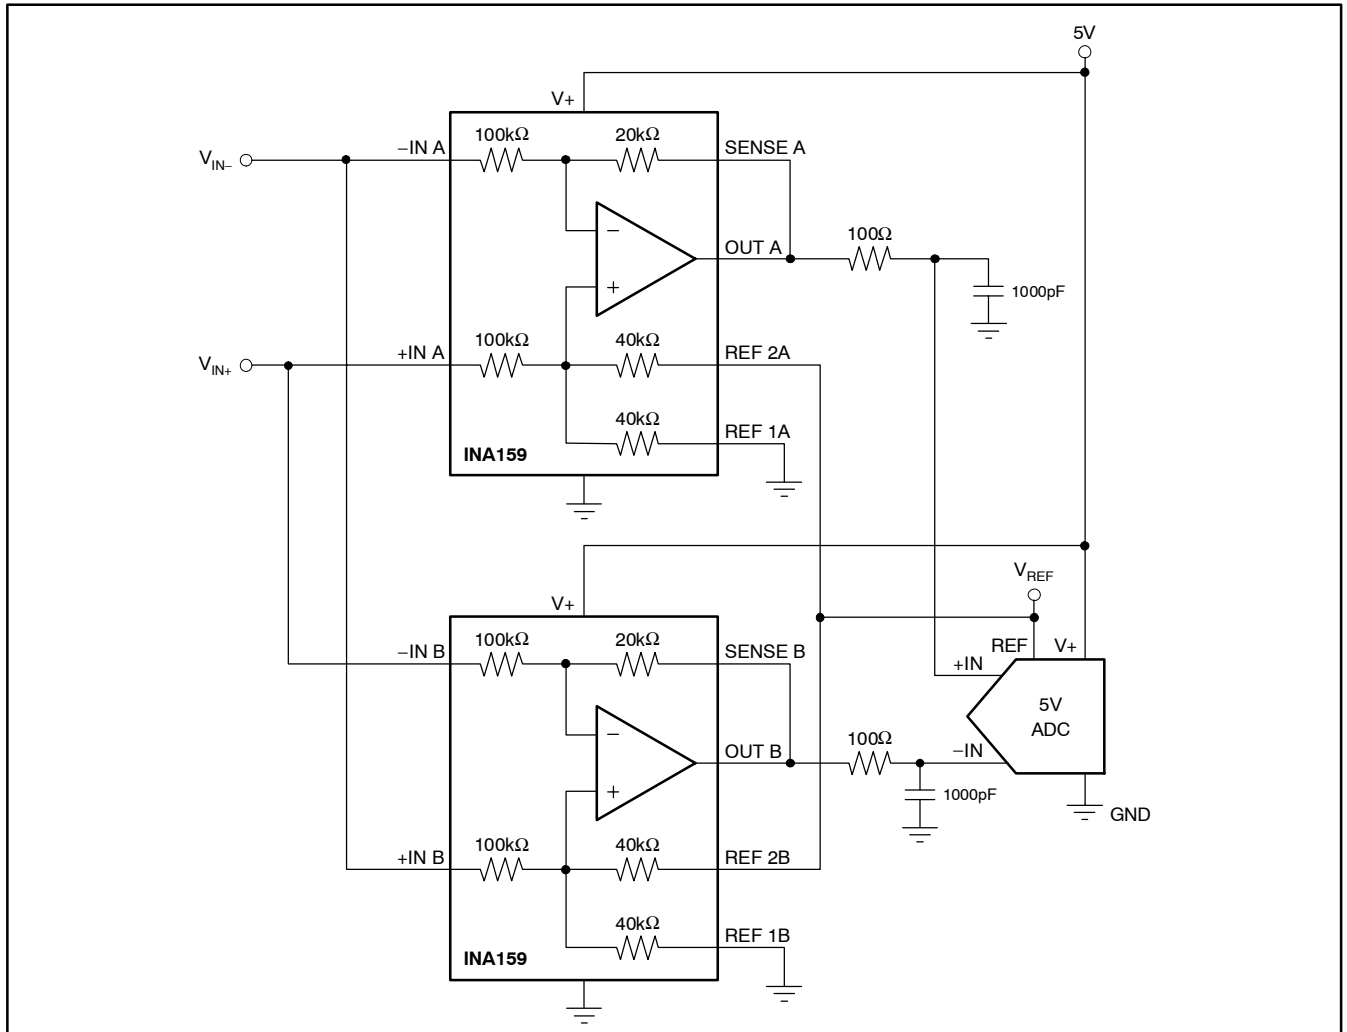 5V
V+
100kΩ
20kΩ
−IN A
SENSE A
V_IN−
−
OUT A
100Ω
+
1000pF
100kΩ
40kΩ
+IN A
REF 2A
V_IN+
40kΩ
REF 1A
INA159
V_REF
V+
REF
V+
100kΩ
20kΩ
−IN B
SENSE B
+IN
5V
ADC
−
OUT B
100Ω
−IN
+
1000pF
GND
100kΩ
40kΩ
+IN B
REF 2B
40kΩ
REF 1B
INA159